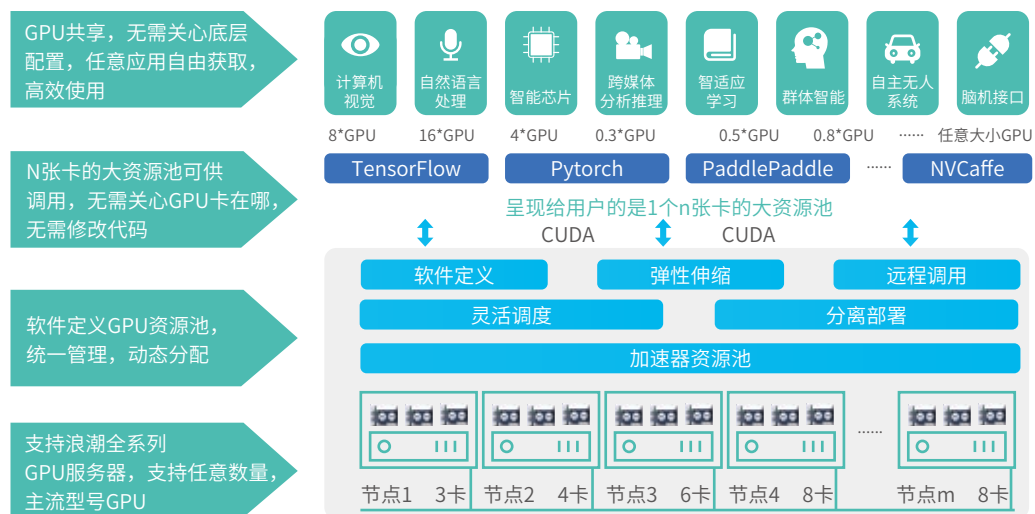 GPU共享，无需关心底层
配置，任意应用自由获取，
高效使用
计算机
视觉
自然语言
处理
智能芯片
跨媒体
分析推理
智适应
学习
群体智能
自主无人
系统
脑机接口
8*GPU
16*GPU
4*GPU
0.3*GPU
0.5*GPU
0.8*GPU
······
任意大小GPU
N张卡的大资源池可供
调用，无需关心GPU卡在哪，
无需修改代码
TensorFlow
Pytorch
PaddlePaddle
······
NVCaffe
呈现给用户的是1个n张卡的大资源池
CUDA
CUDA
软件定义GPU资源池，
统一管理，动态分配
软件定义
弹性伸缩
远程调用
灵活调度
分离部署
加速器资源池
支持浪潮全系列
GPU服务器，支持任意数量，
主流型号GPU
······
节点1 3卡
节点2 4卡
节点3 6卡
节点4 8卡
节点m 8卡